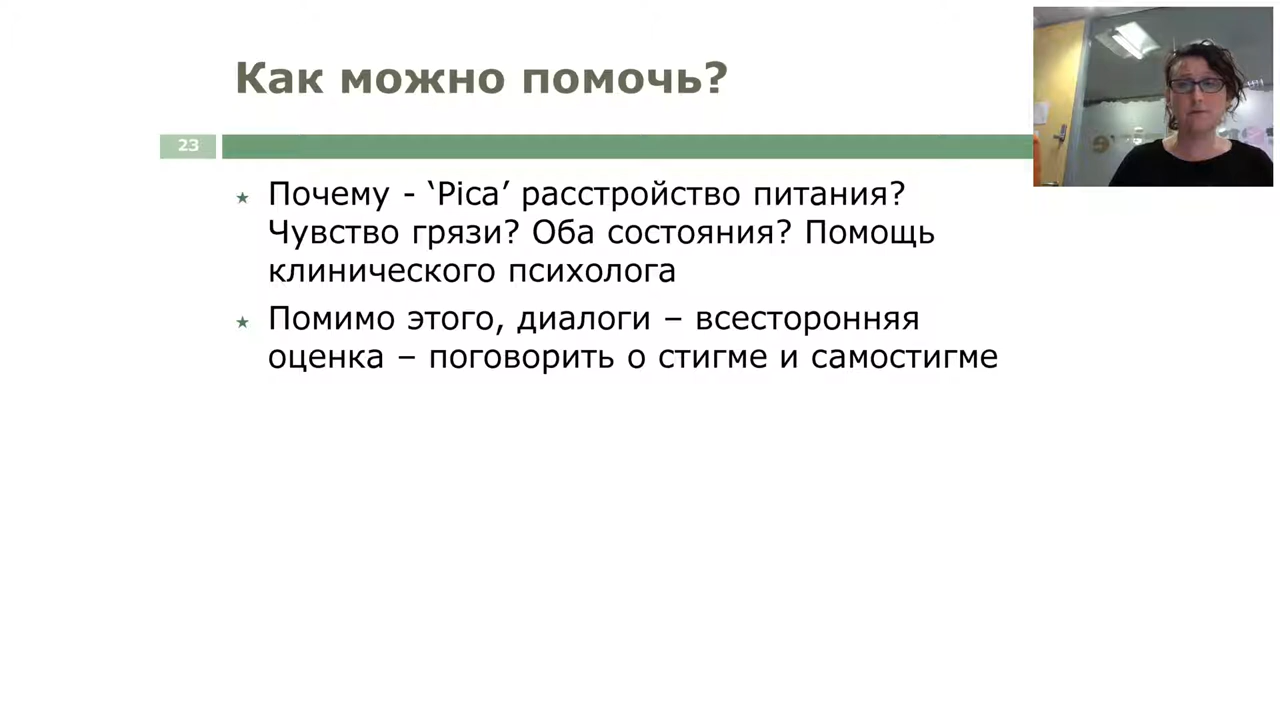 Как можно помочь?
23
Почему - ‘Pica’ расстройство питания?
Чувство грязи? Оба состояния? Помощь
клинического психолога
Помимо этого, диалоги – всесторонняя
оценка – поговорить о стигме и самостигме